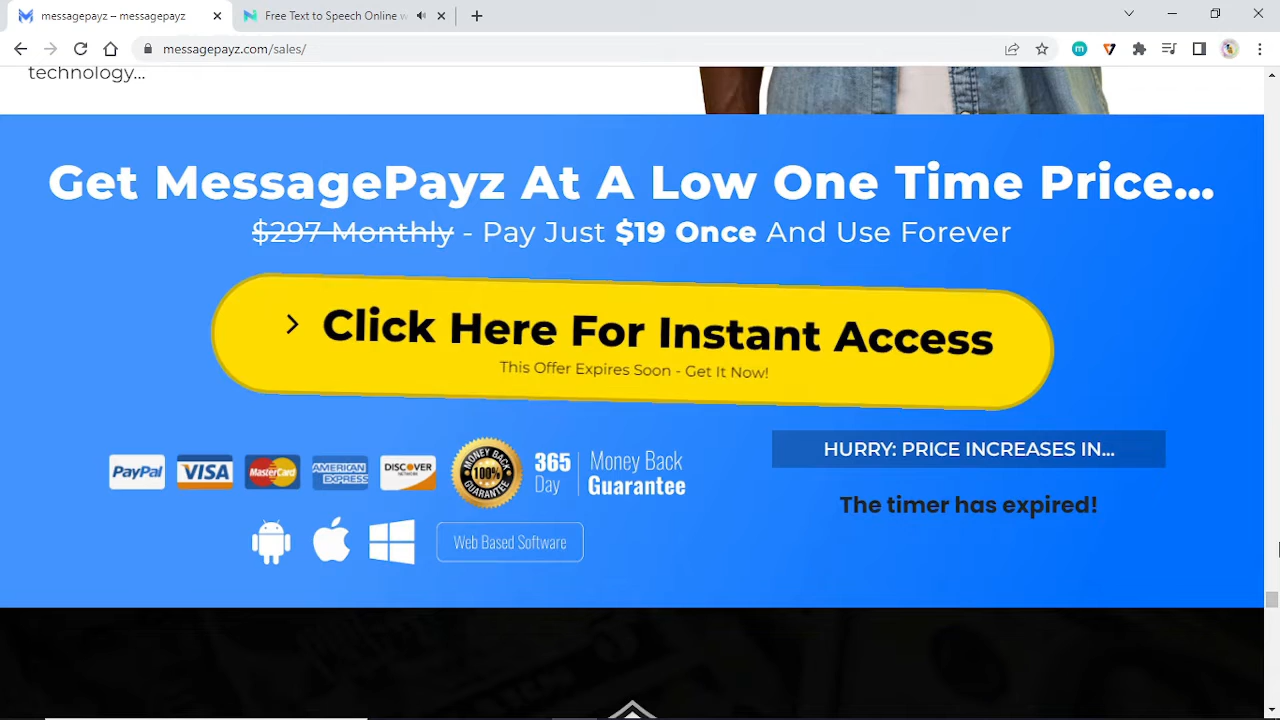 messagepayz – messagepayz
Free Text to Speech Online w
messagepayz.com/sales/
technology...
Get MessagePayz At A Low One Time Price...
$297 Monthly - Pay Just $19 Once And Use Forever
Click Here For Instant Access
This Offer Expires Soon - Get It Now!
HURRY: PRICE INCREASES IN...
PayPal VISA MasterCard AMERICAN EXPRESS DISCOVER NETWORK
MONEY BACK 100% GUARANTEE
365 Day
Money Back
Guarantee
The timer has expired!
Web Based Software